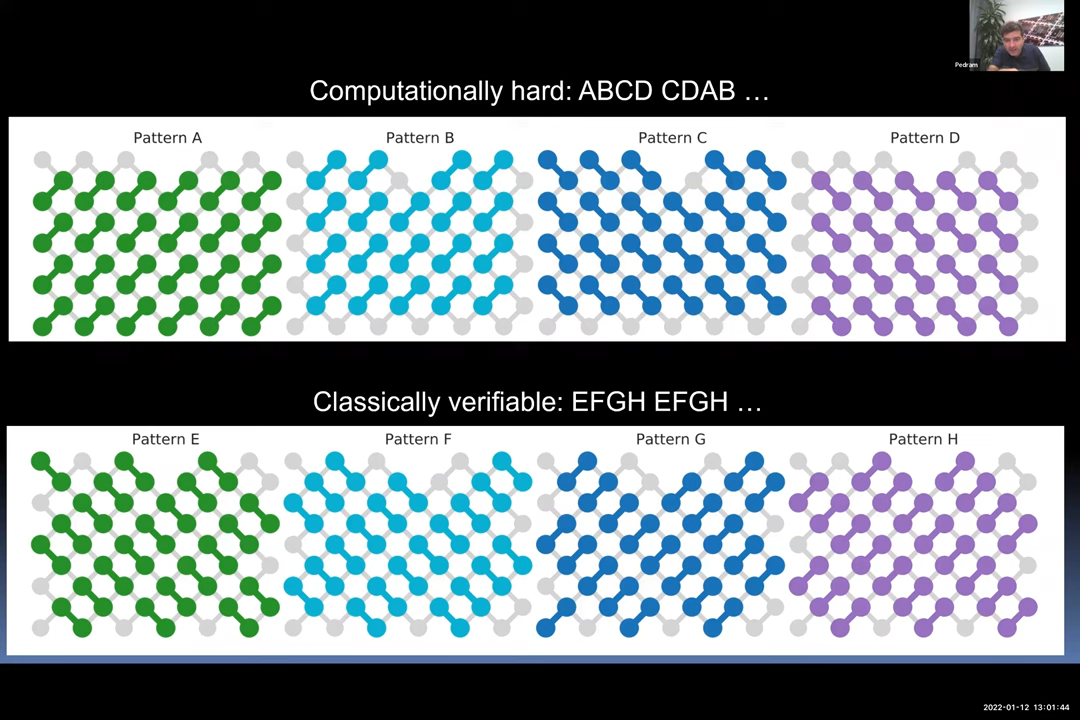 Pedram
Computationally hard: ABCD CDAB …
Pattern A
Pattern B
Pattern C
Pattern D
Classically verifiable: EFGH EFGH …
Pattern E
Pattern F
Pattern G
Pattern H
2022-01-12 13:01:44